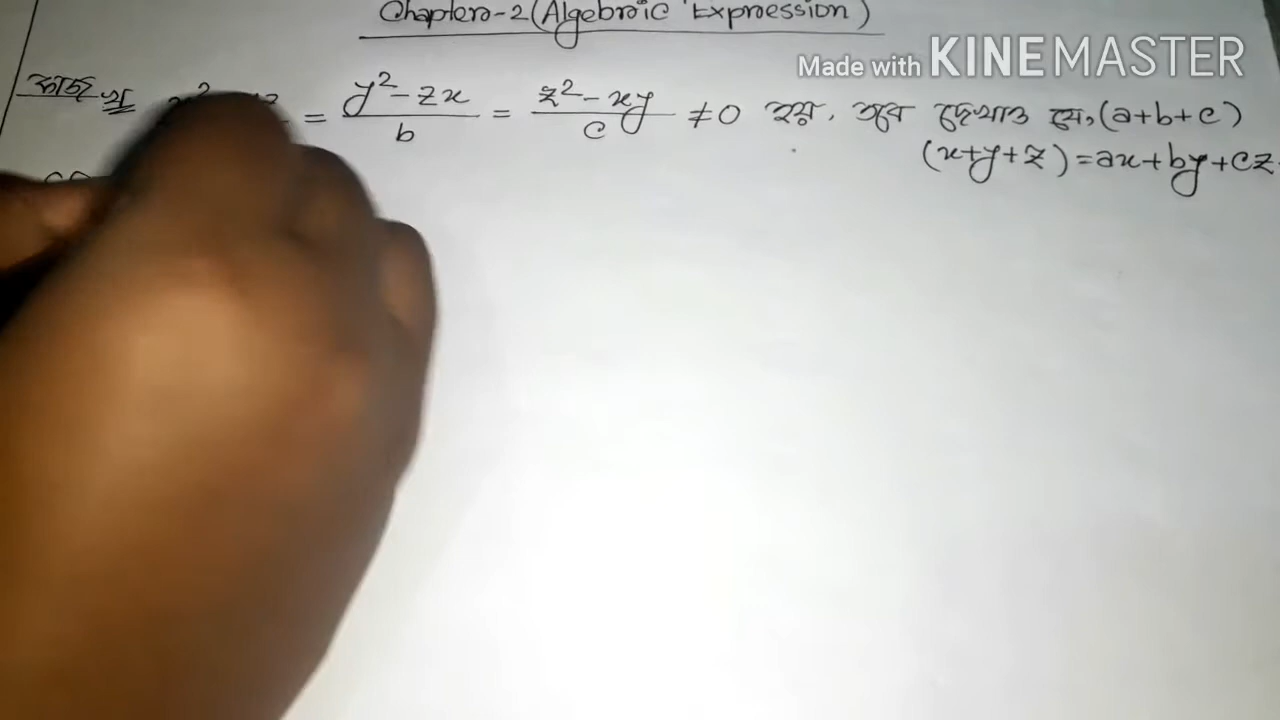 Chapter-2 (Algebraic Expression)
Made with KINEMASTER
কাজঃ = y² - zx / b = z² - xy / c ≠ 0 হয়, তবে দেখাও যে, (a+b+c)
(x+y+z) = ax+by+cz.